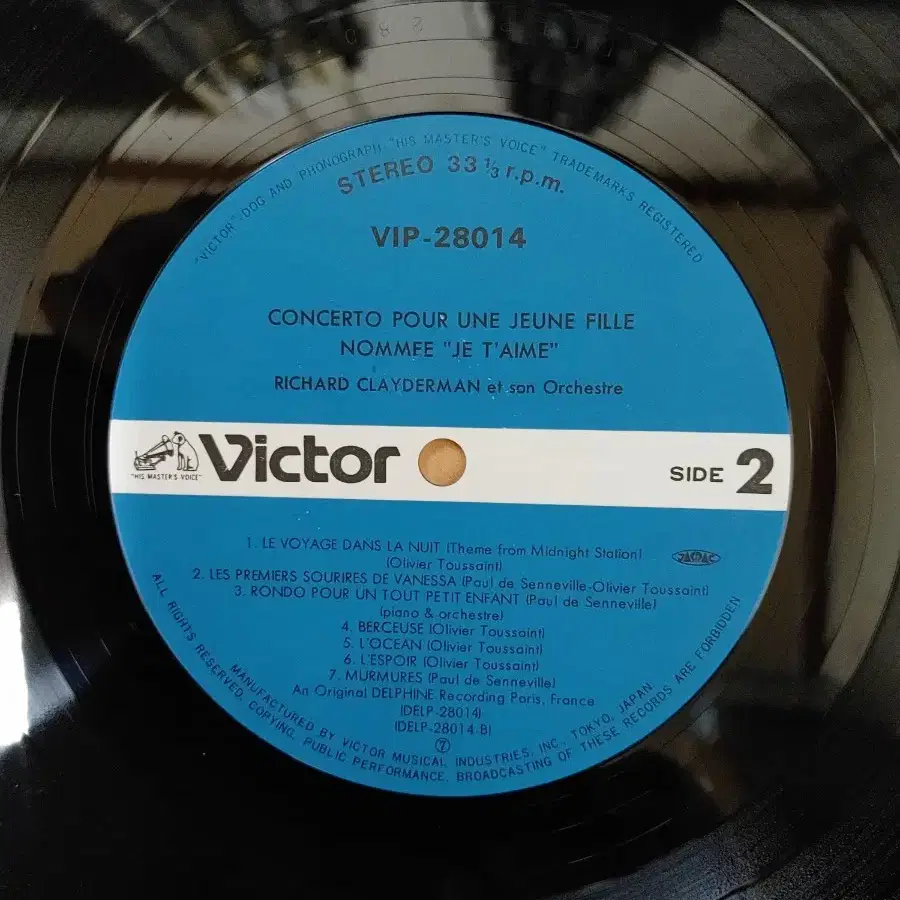 "VICTOR"-DOG AND PHONOGRAPH "HIS MASTER'S VOICE" TRADEMARKS REGISTERED
STEREO 33 1/3 r.p.m.
VIP-28014
CONCERTO POUR UNE JEUNE FILLE
NOMMEE "JE T'AIME"
RICHARD CLAYDERMAN et son Orchestre
"HIS MASTER'S VOICE"
Victor
SIDE 2
1. LE VOYAGE DANS LA NUIT (Theme from Midnight Station)
(Olivier Toussaint)
JASRAC
2. LES PREMIERS SOURIRES DE VANESSA (Paul de Senneville-Olivier Toussaint)
3. RONDO POUR UN TOUT PETIT ENFANT (Paul de Senneville)
(piano & orchestre)
4. BERCEUSE (Olivier Toussaint)
5. L'OCEAN (Olivier Toussaint)
6. L'ESPOIR (Olivier Toussaint)
7. MURMURES (Paul de Senneville)
An Original DELPHINE Recording Paris, France
(DELP-28014)
(DELP-28014-B)
7
MANUFACTURED BY VICTOR MUSICAL INDUSTRIES, INC., TOKYO, JAPAN
ALL RIGHTS RESERVED. COPYING, PUBLIC PERFORMANCE, BROADCASTING OF THESE RECORDS ARE FORBIDDEN